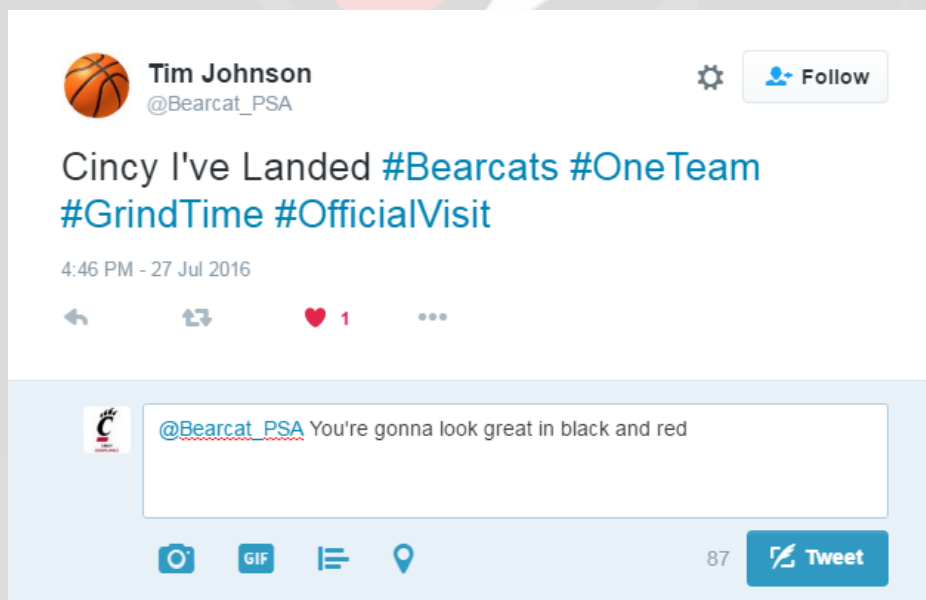 Tim Johnson
Follow
@Bearcat_PSA
Cincy I've Landed #Bearcats #OneTeam
#GrindTime #OfficialVisit
4:46 PM - 27 Jul 2016
1
C
@Bearcat_PSA You're gonna look great in black and red
GIF
87
Tweet